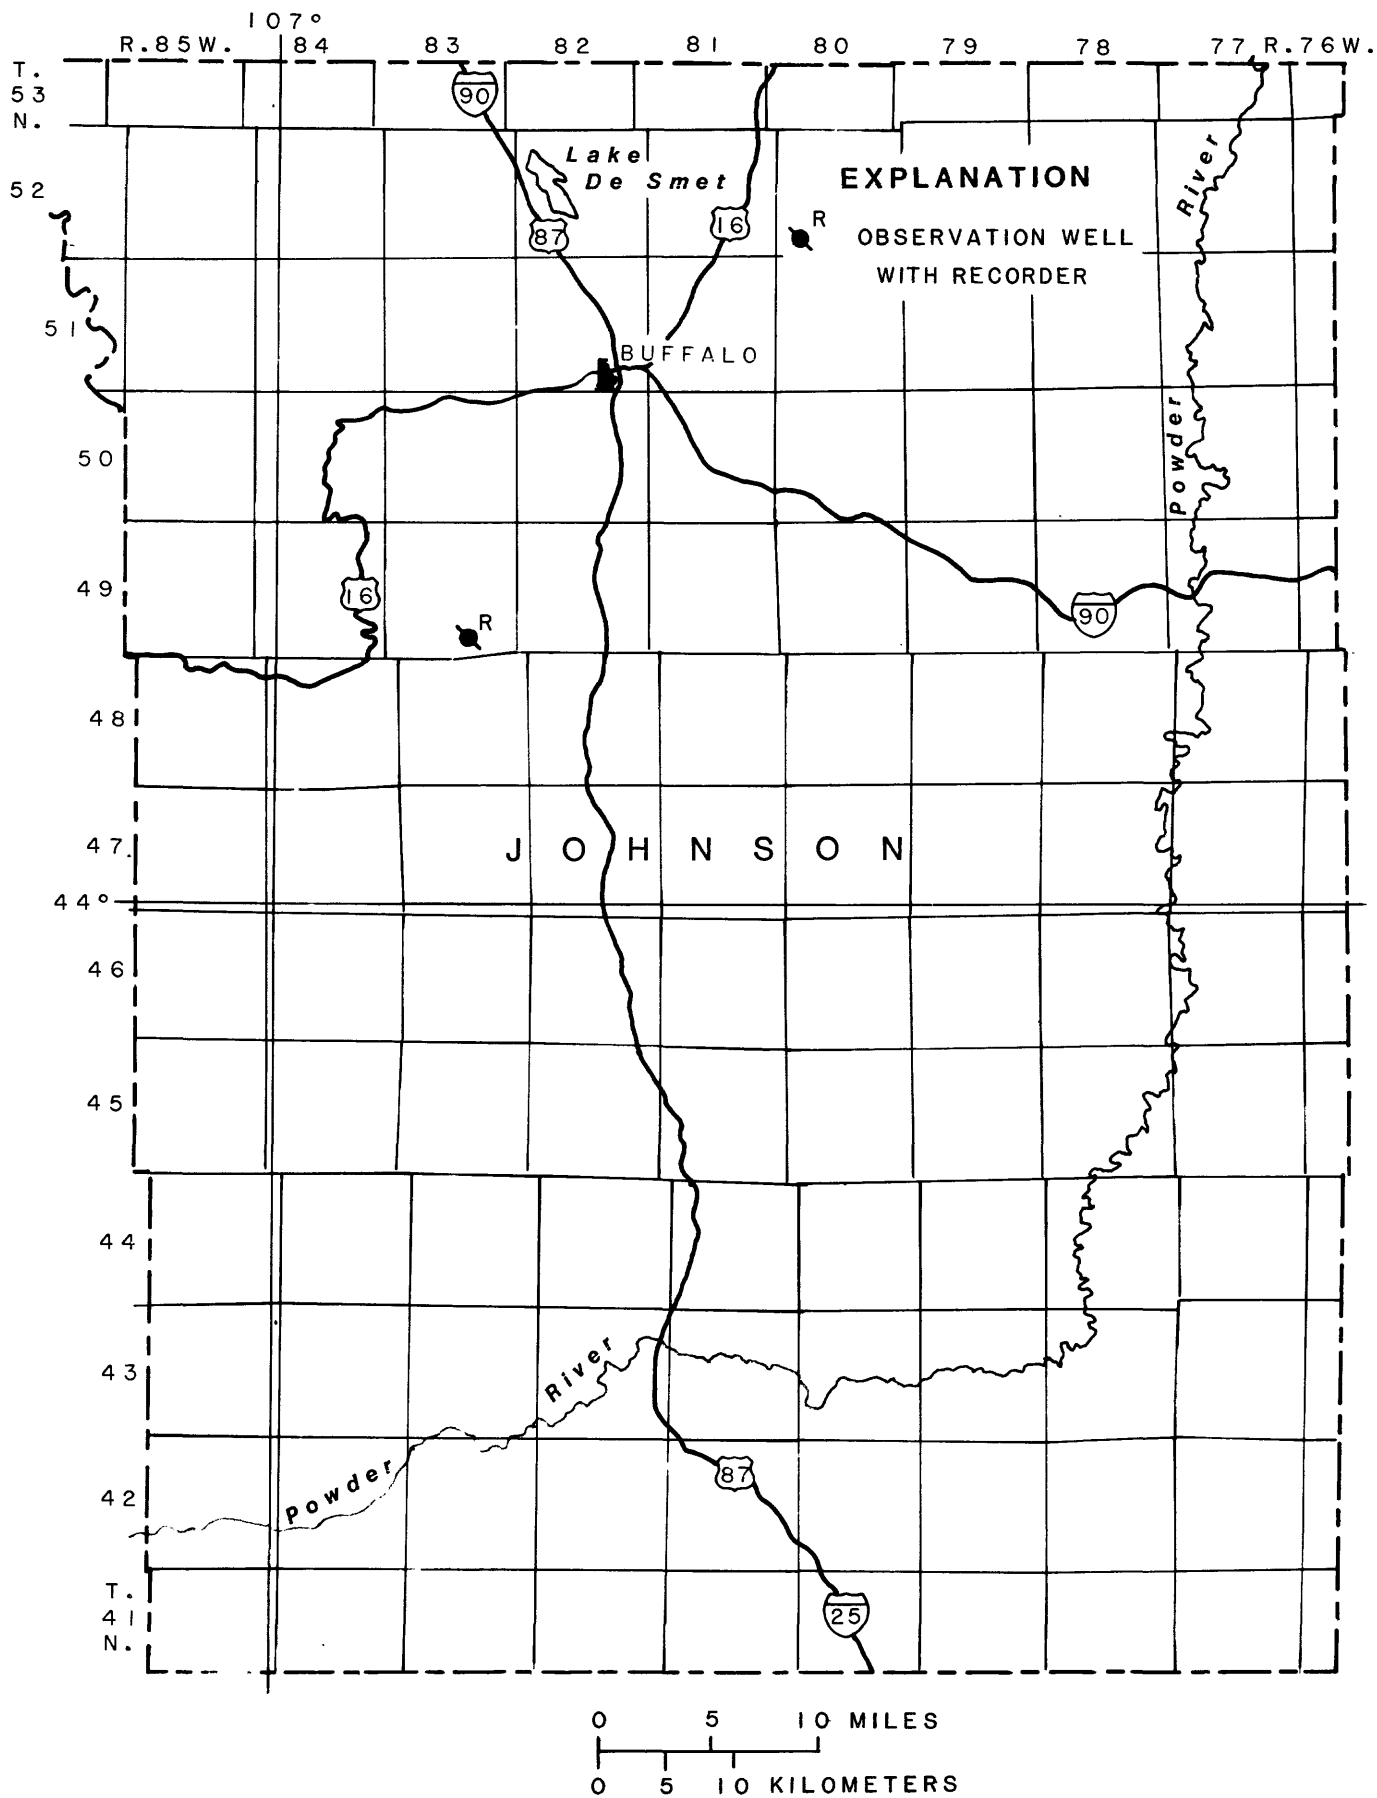 107°
R.85W. 84 83 82 81 80 79 78 77 R.76W.
T.
53
N.
90
Lake
De Smet
EXPLANATION
52
River
87
16
R
OBSERVATION WELL
WITH RECORDER
51
BUFFALO
Powder
50
49
16
R
90
48
47
JOHNSON
44°
46
45
44
43
River
Powder
87
42
T.
41
N.
25
0 5 10 MILES
0 5 10 KILOMETERS